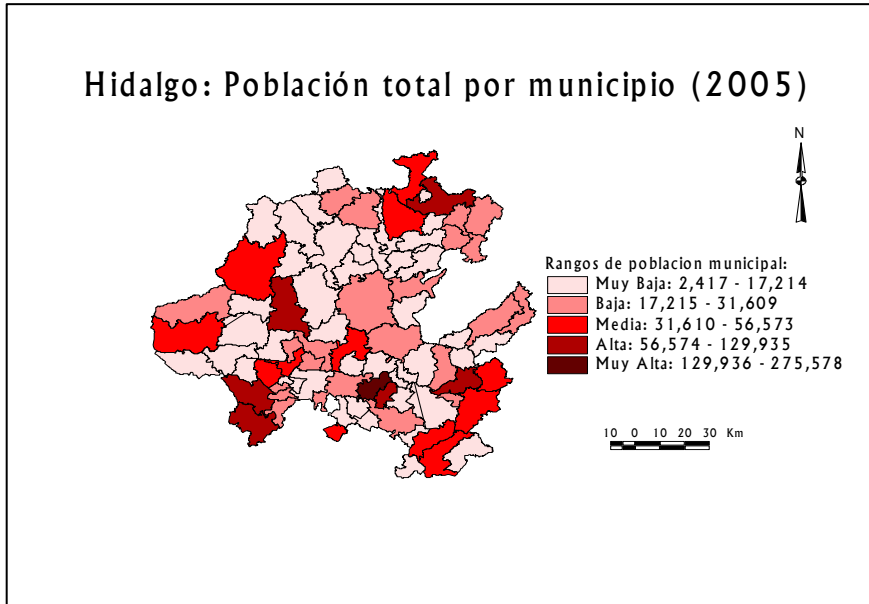 Hidalgo: Población total por municipio (2005)
N
Rangos de poblacion municipal:
Muy Baja: 2,417 - 17,214
Baja: 17,215 - 31,609
Media: 31,610 - 56,573
Alta: 56,574 - 129,935
Muy Alta: 129,936 - 275,578
10 0 10 20 30 Km